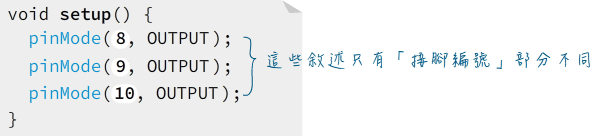 void setup() {
pinMode(8, OUTPUT);
pinMode(9, OUTPUT);
pinMode(10, OUTPUT);
這些敘述只有「接腳編號」部分不同
}